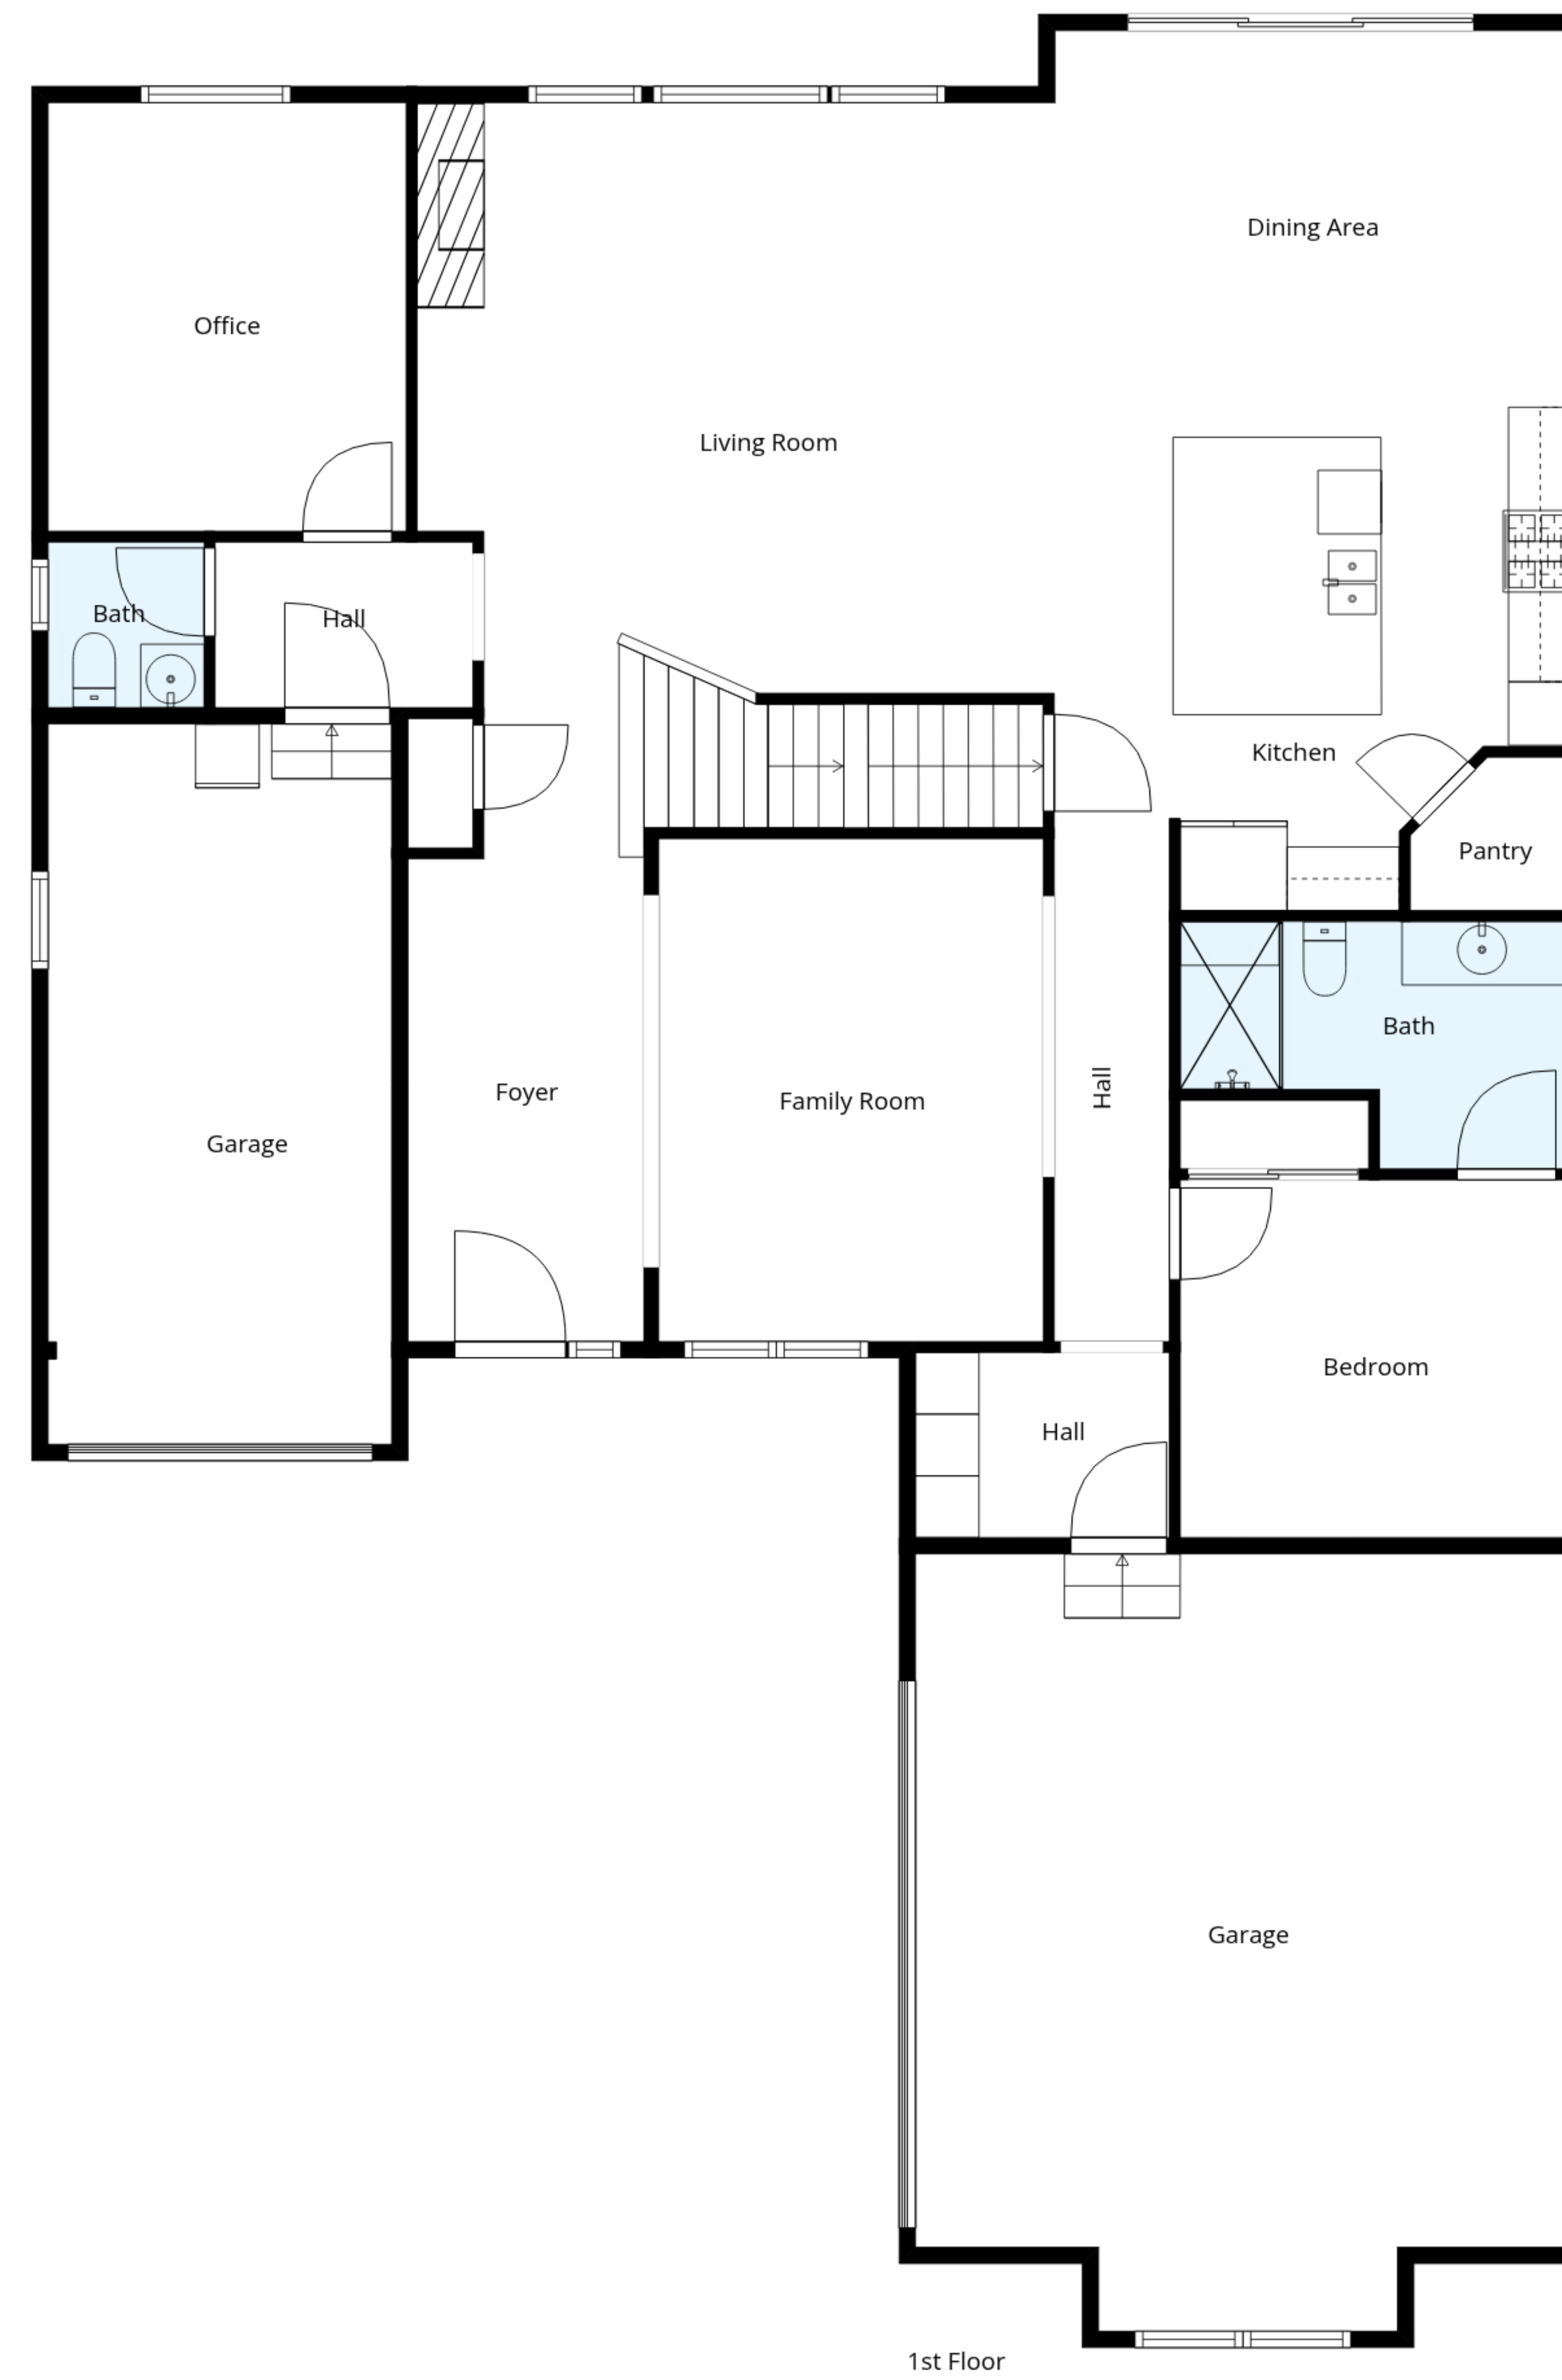 Dining Area
Office
Living Room
Bath
Hall
Kitchen
Pantry
Bath
Foyer
Family Room
Hall
Garage
Bedroom
Hall
Garage
1st Floor